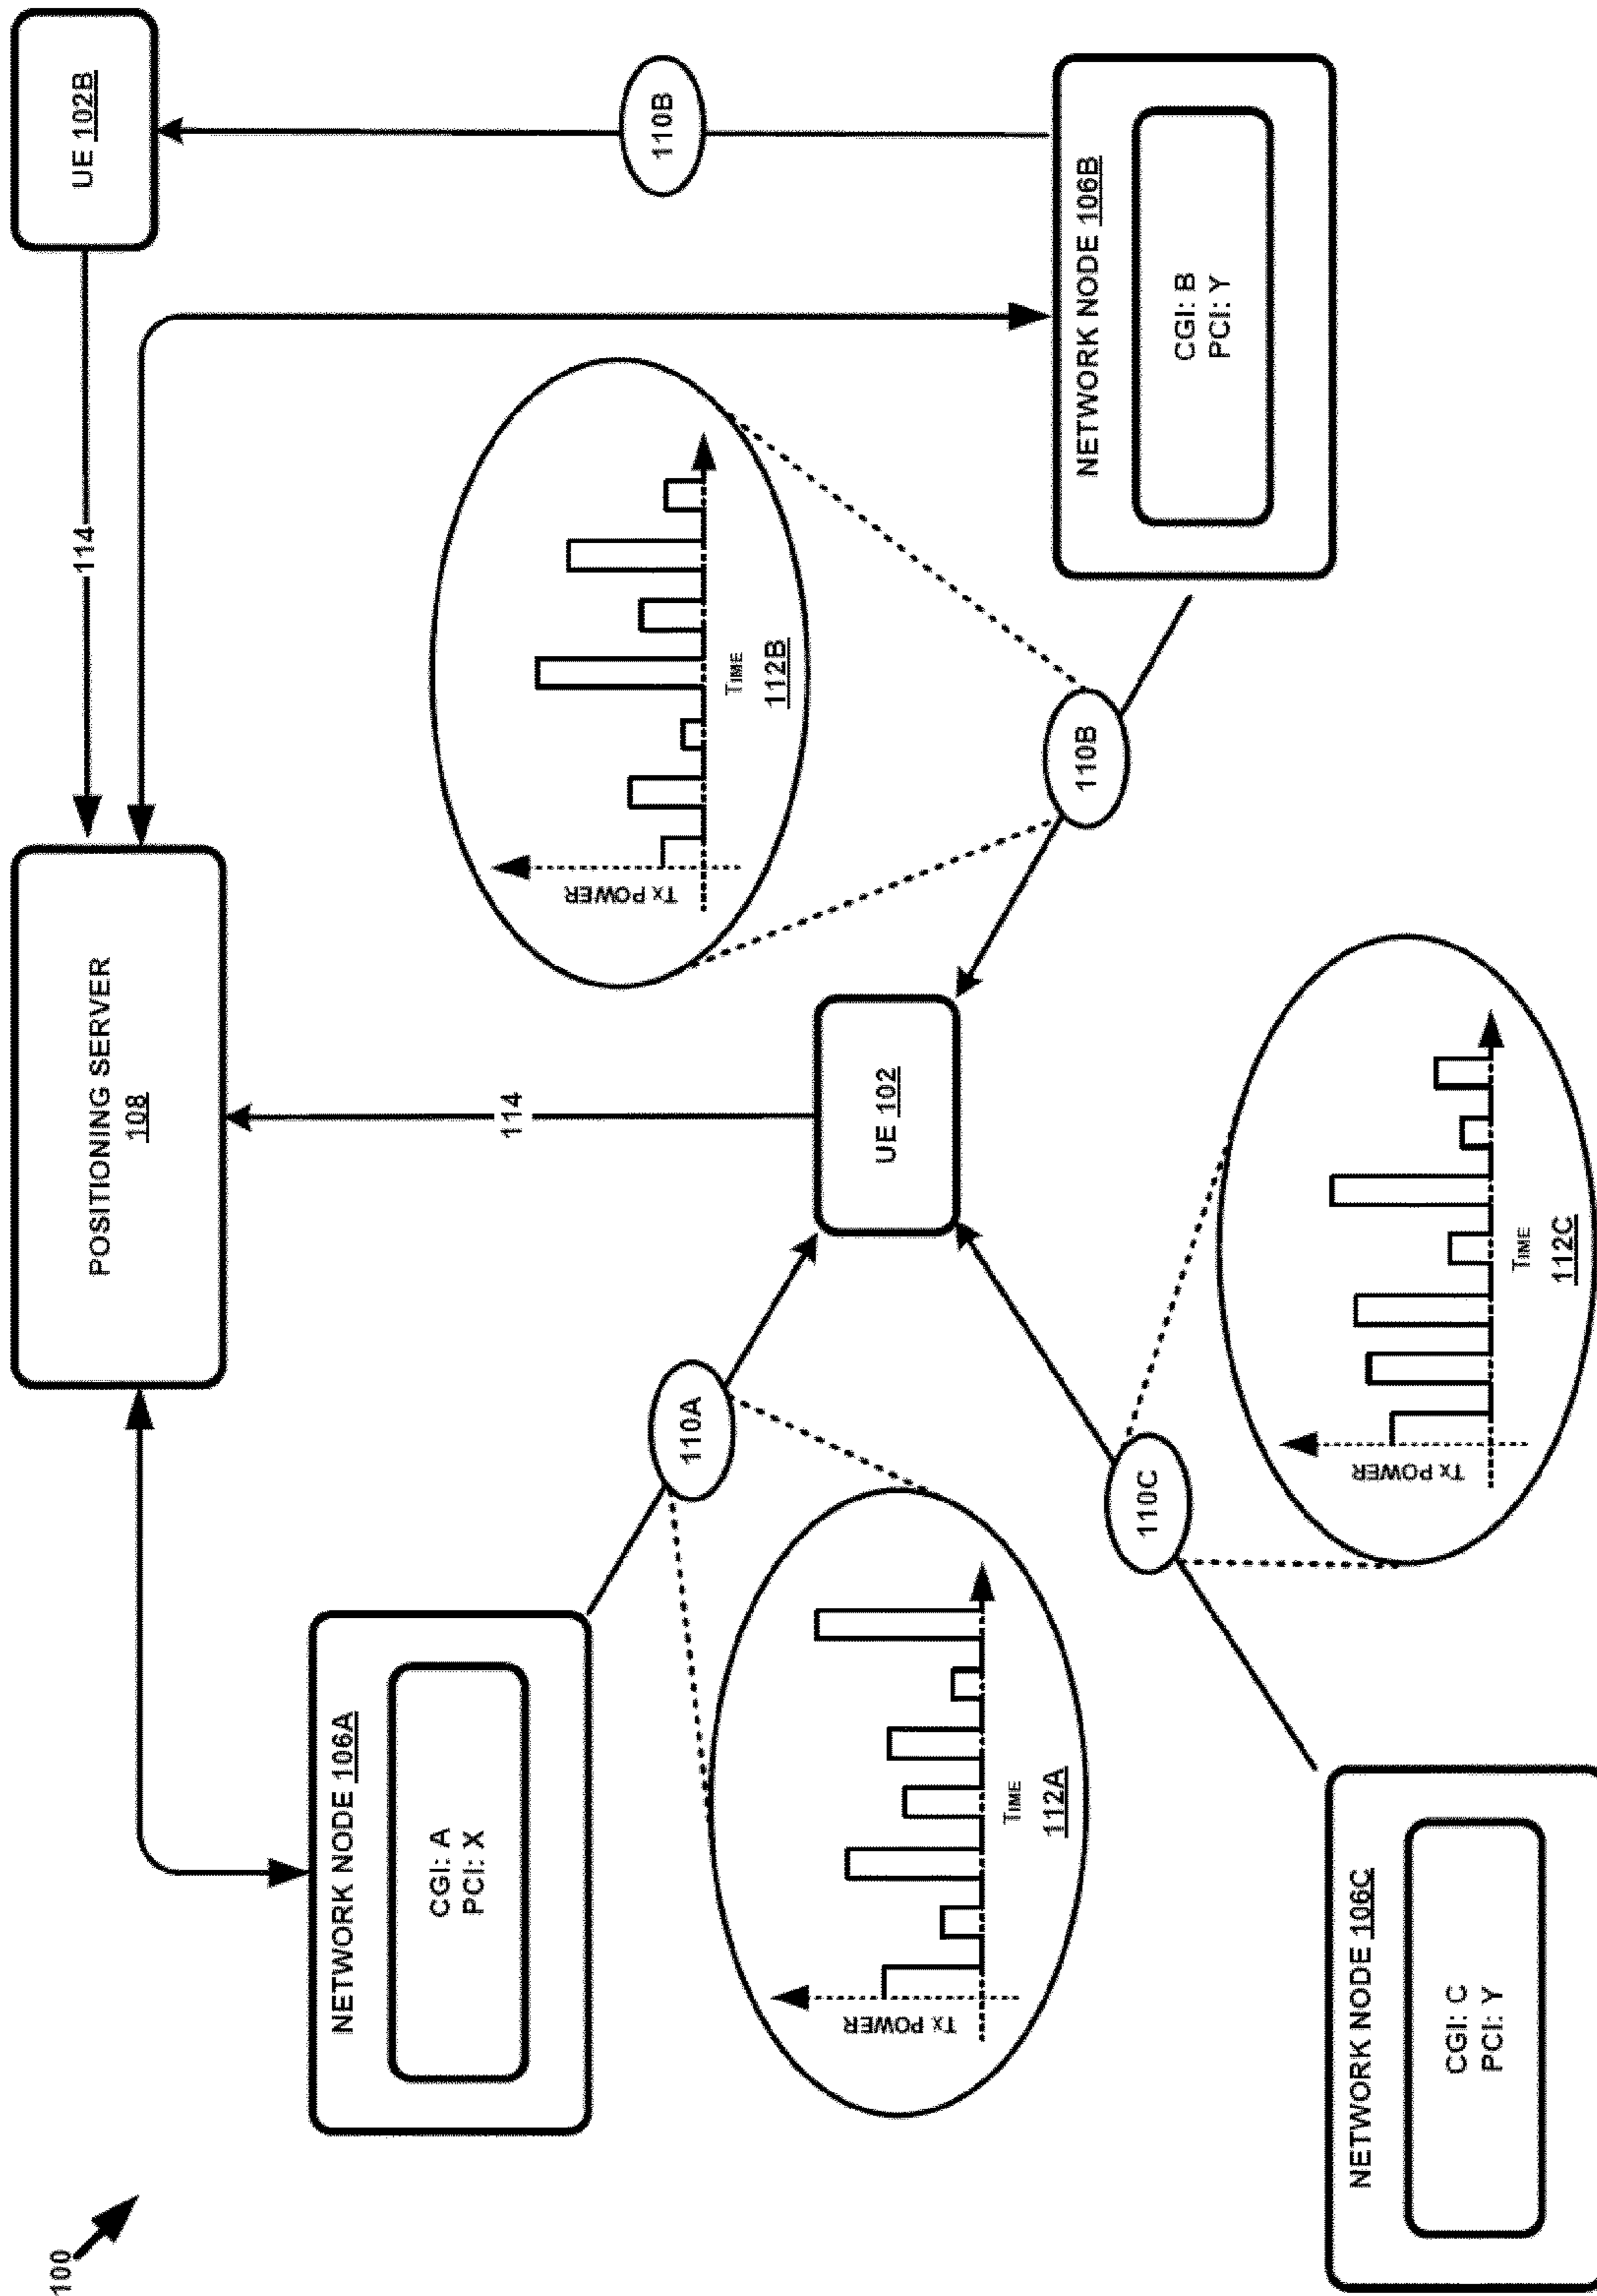 100
POSITIONING SERVER
108
UE 102B
114
114
110B
NETWORK NODE 106A
CGI: A
PCI: X
110A
Tx POWER
TIME
112A
UE 102
Tx POWER
TIME
112B
110B
NETWORK NODE 106B
CGI: B
PCI: Y
110C
Tx POWER
TIME
112C
NETWORK NODE 106C
CGI: C
PCI: Y